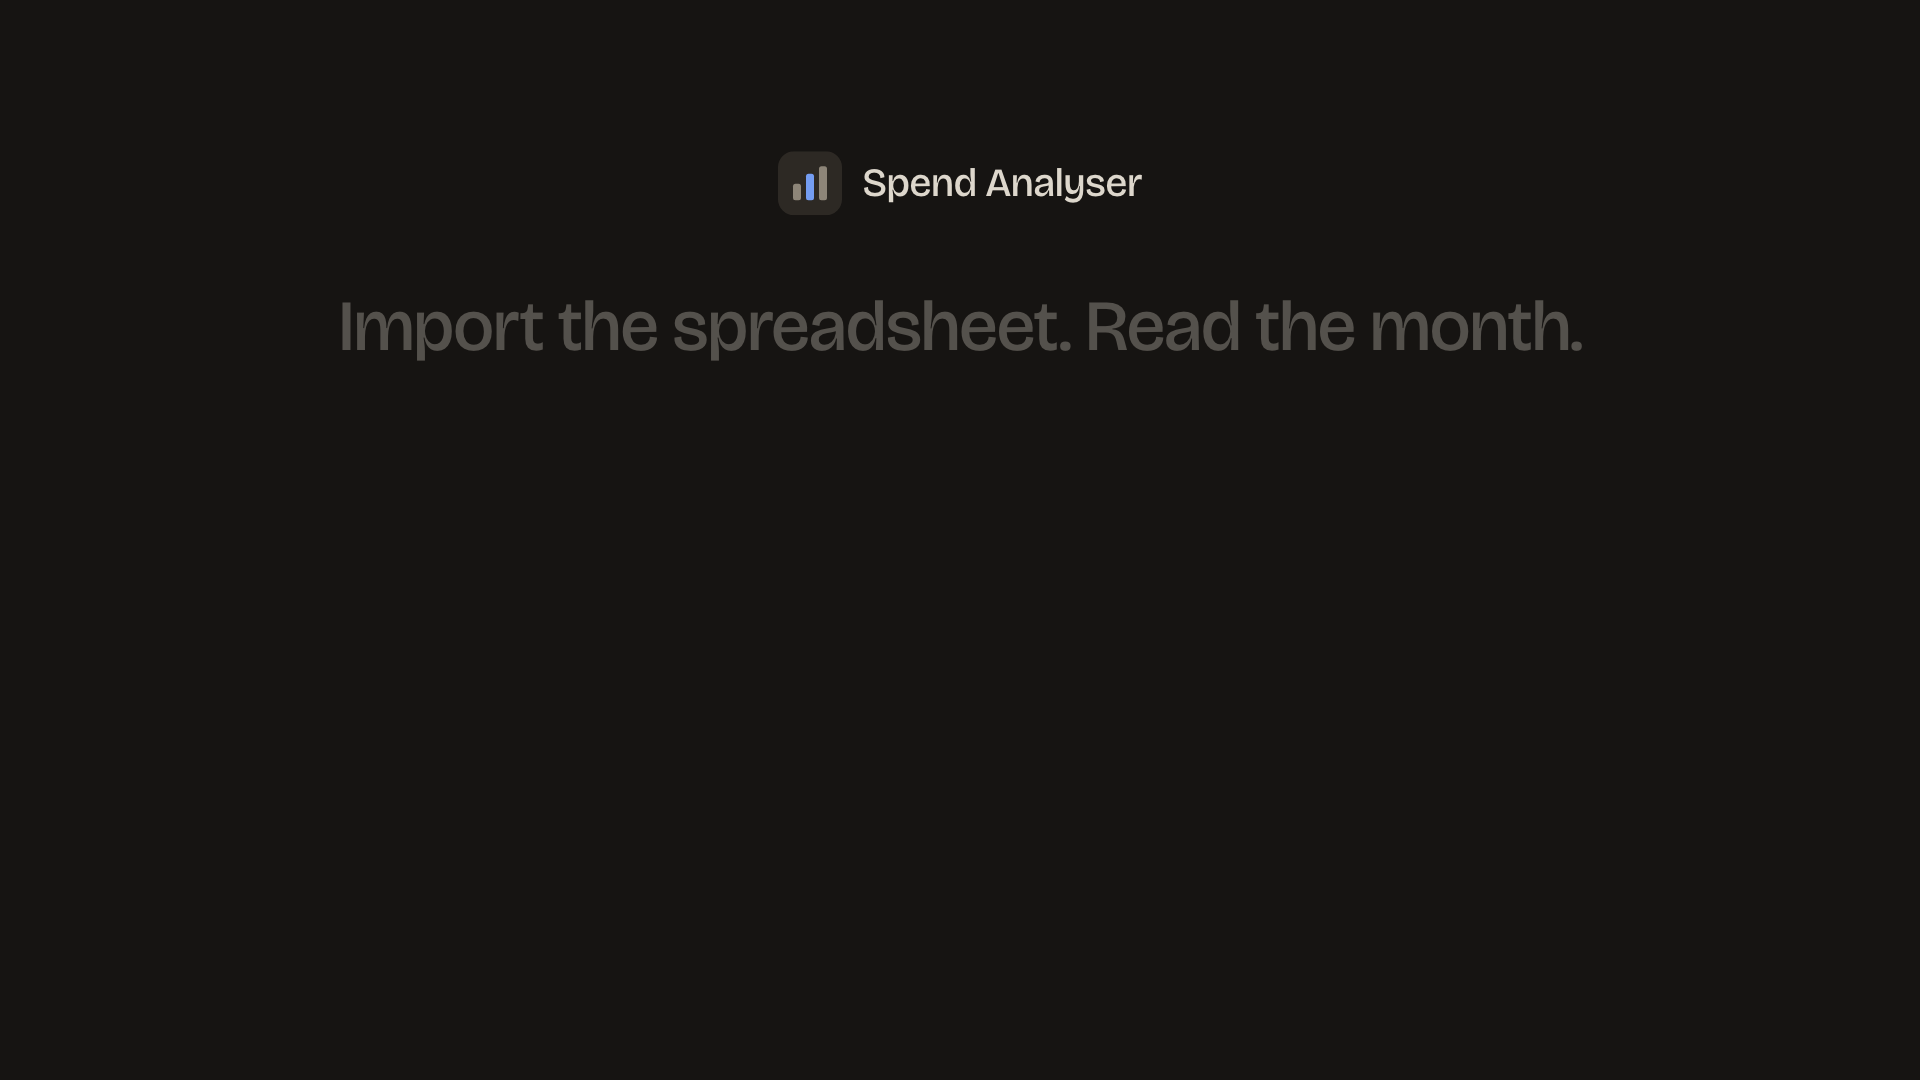 Spend Analyser
Import the spreadsheet. Read the month.